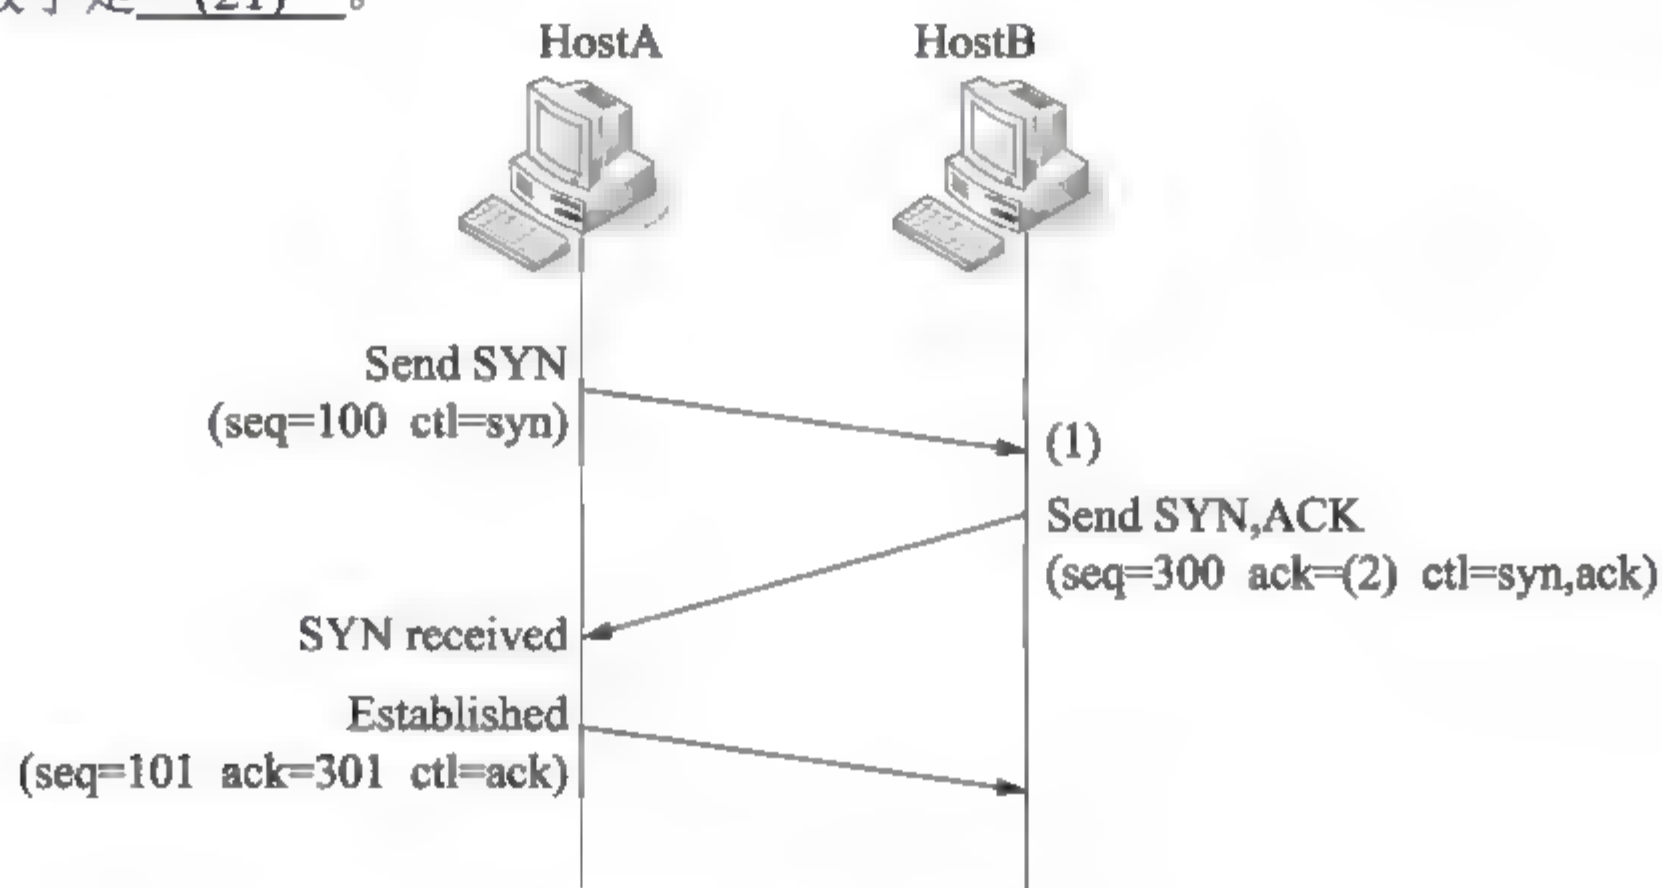 (21) 。
HostA
HostB
Send SYN
(seq=100 ctl=syn)
(1)
Send SYN,ACK
(seq=300 ack=(2) ctl=syn,ack)
SYN received
Established
(seq=101 ack=301 ctl=ack)